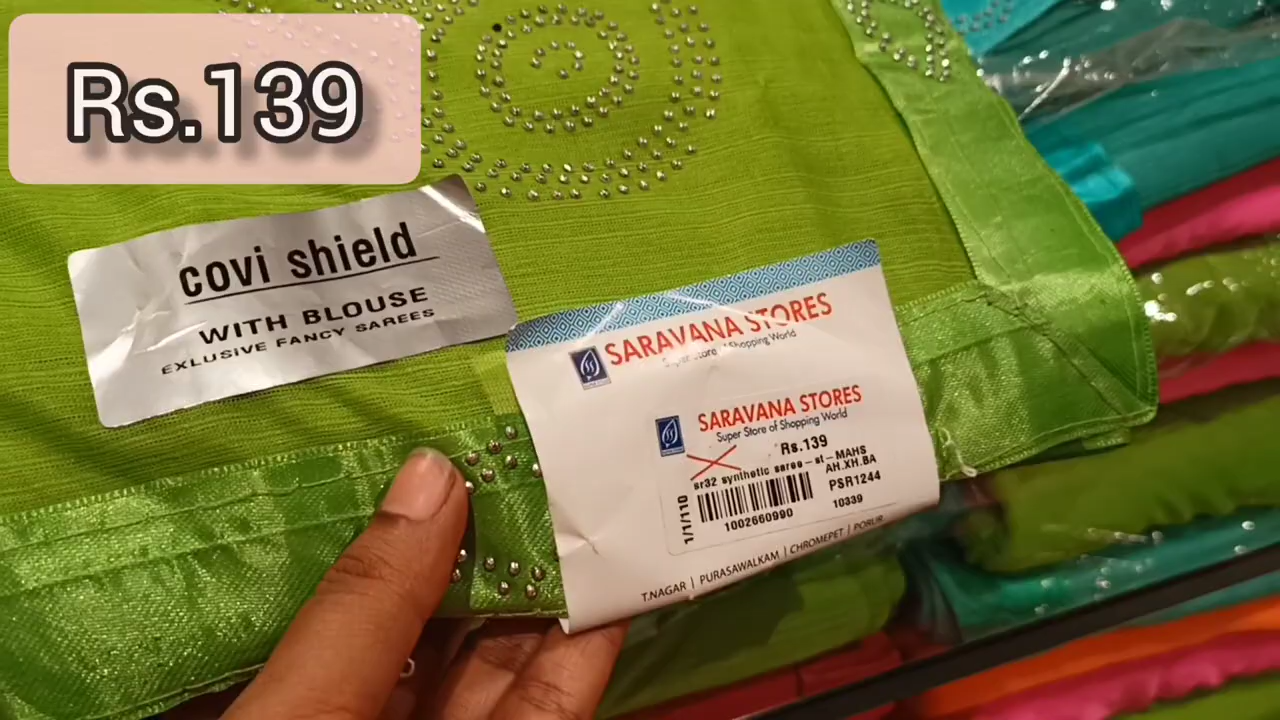 Rs.139
covi shield
WITH BLOUSE
EXLUSIVE FANCY SAREES
SARAVANA STORES
Super Store of Shopping World
SARAVANA STORES
Super Store of Shopping World
Rs.139
sr32 synthetic saree-st-MAHS
AH.XH.BA
PSR1244
1/1/110
1002660990
10339
T.NAGAR | PURASAWALKAM | CHROMEPET | PORUR